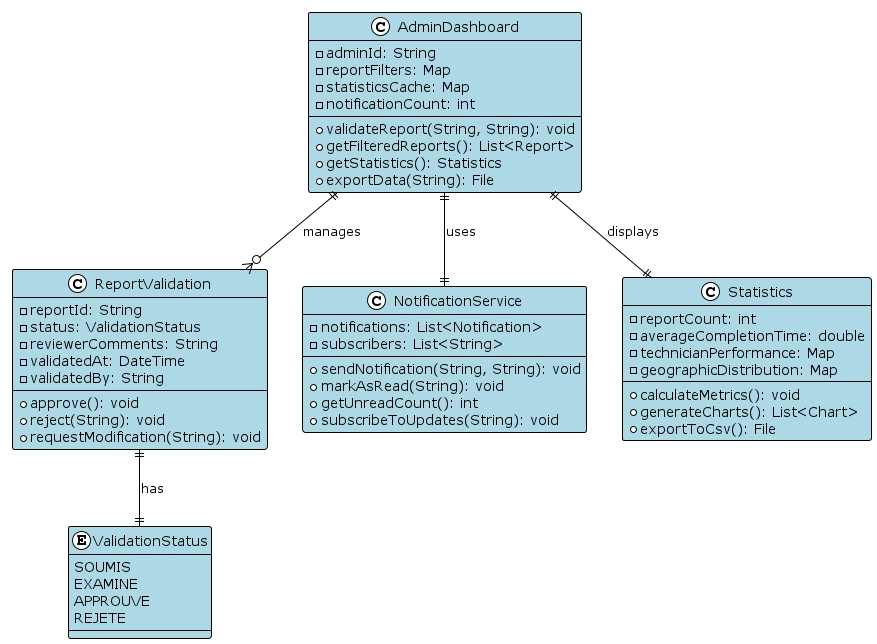 C AdminDashboard
adminId: String
reportFilters: Map
statisticsCache: Map
notificationCount: int
validateReport(String, String): void
getFilteredReports(): List<Report>
getStatistics(): Statistics
exportData(String): File
manages
uses
displays
C ReportValidation
reportId: String
status: ValidationStatus
reviewerComments: String
validatedAt: DateTime
validatedBy: String
approve(): void
reject(String): void
requestModification(String): void
C NotificationService
notifications: List<Notification>
subscribers: List<String>
sendNotification(String, String): void
markAsRead(String): void
getUnreadCount(): int
subscribeToUpdates(String): void
C Statistics
reportCount: int
averageCompletionTime: double
technicianPerformance: Map
geographicDistribution: Map
calculateMetrics(): void
generateCharts(): List<Chart>
exportToCsv(): File
has
E ValidationStatus
SOUMIS
EXAMINE
APPROUVE
REJETE